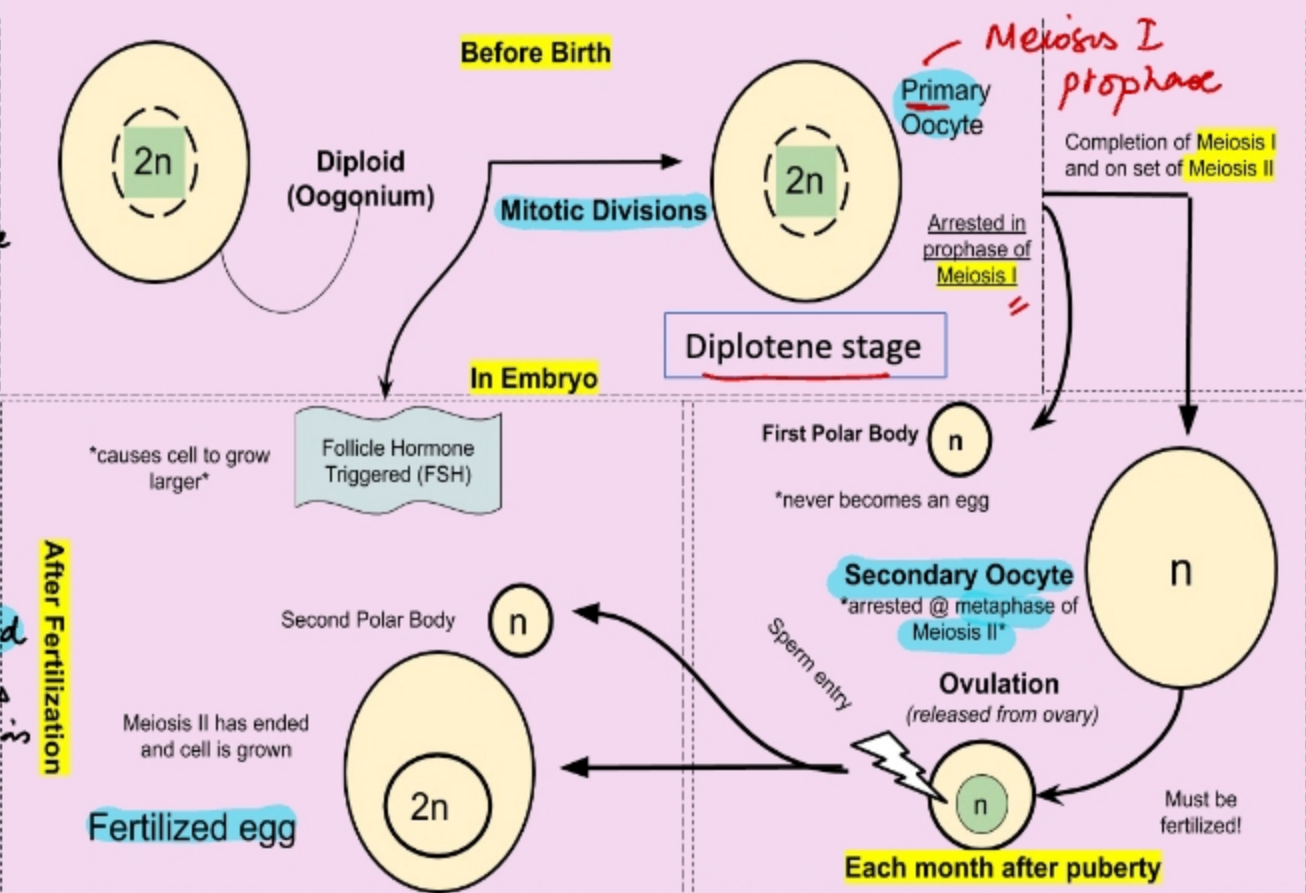 Before Birth
Meiosis I
prophase
2n
Diploid
(Oogonium)
Mitotic Divisions
2n
Primary
Oocyte
Arrested in
prophase of
Meiosis I
Completion of Meiosis I
and on set of Meiosis II
Diplotene stage
In Embryo
*causes cell to grow
larger*
Follicle Hormone
Triggered (FSH)
First Polar Body
n
*never becomes an egg
n
Secondary Oocyte
*arrested @ metaphase of
Meiosis II*
Ovulation
(released from ovary)
Sperm entry
n
Must be
fertilized!
Each month after puberty
After Fertilization
Second Polar Body
n
Meiosis II has ended
and cell is grown
2n
Fertilized egg